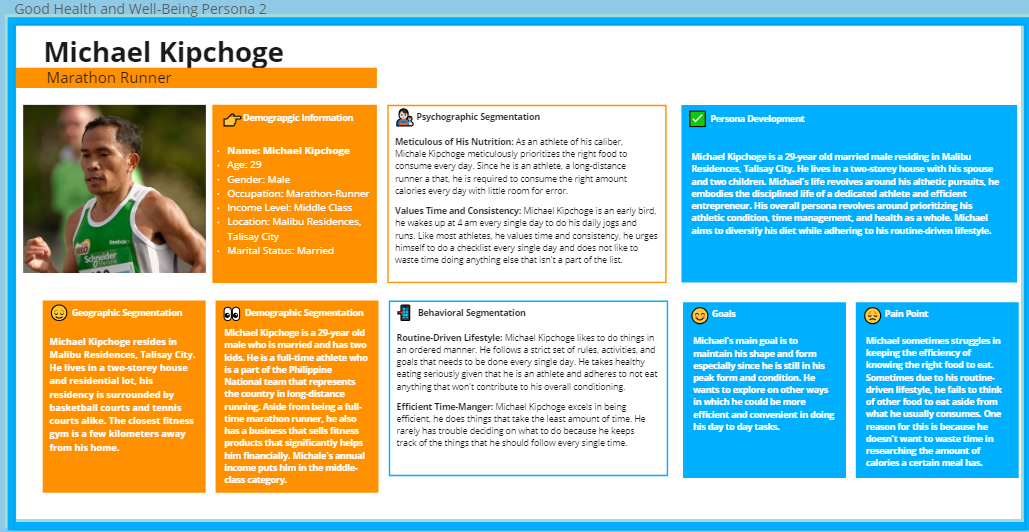 Good Health and Well-Being Persona 2
Michael Kipchoge
Marathon Runner
Reebok
Schneider
Demograpgic Information
• Name: Michael Kipchoge
• Age: 29
• Gender: Male
• Occupation: Marathon-Runner
• Income Level: Middle Class
• Location: Malibu Residences,
Talisay City
• Marital Status: Married
Psychographic Segmentation
Meticulous of His Nutrition: As an athlete of his caliber,
Michale Kipchoge meticulously prioritizes the right food to
consume every day. Since he is an athlete, a long-distance
runner a that, he is required to consume the right amount
calories every day with little room for error.
Values Time and Consistency: Michael Kipchoge is an early bird,
he wakes up at 4 am every single day to do his daily jogs and
runs. Like most athletes, he values time and consistency, he urges
himself to do a checklist every single day and does not like to
waste time doing anything else that isn't a part of the list.
Persona Development
Michael Kipchoge is a 29-year old married male residing in Malibu
Residences, Talisay City. He lives in a two-storey house with his spouse
and two children. Michael's life revolves around his althetic pursuits, he
embodies the disciplined life of a dedicated athlete and efficient
entrepreneur. His overall persona revolves around prioritizing his
athletic condition, time management, and health as a whole. Michael
aims to diversify his diet while adhering to his routine-driven lifestyle.
Geographic Segmentation
Michael Kipchoge resides in
Malibu Residences, Talisay City.
He lives in a two-storey house
and residential lot, his
residency is surrounded by
basketball courts and tennis
courts alike. The closest fitness
gym is a few kilometers away
from his home.
Demographic Segmentation
Michael Kipchoge is a 29-year old
male who is married and has two
kids. He is a full-time athlete who
is a part of the Philippine
National team that represents
the country in long-distance
running. Aside from being a full-
time marathon runner, he also
has a business that sells fitness
products that significantly helps
him financially. Michale's annual
income puts him in the middle-
class category.
Behavioral Segmentation
Routine-Driven Lifestyle: Michael Kipchoge likes to do things in
an ordered manner. He follows a strict set of rules, activities, and
goals that needs to be done every single day. He takes healthy
eating seriously given that he is an athlete and adheres to not eat
anything that won't contribute to his overall conditioning.
Efficient Time-Manger: Michael Kipchoge excels in being
efficient, he does things that take the least amount of time. He
rarely has trouble deciding on what to do because he keeps
track of the things that he should follow every single time.
Goals
Michael's main goal is to
maintain his shape and form
especially since he is still in his
peak form and condition. He
wants to explore on other ways
in which he could be more
efficient and convenient in doing
his day to day tasks.
Pain Point
Michael sometimes struggles in
keeping the efficiency of
knowing the right food to eat.
Sometimes due to his routine-
driven lifestyle, he fails to think
of other food to eat aside from
what he usually consumes. One
reason for this is because he
doesn't want to waste time in
researching the amount of
calories a certain meal has.